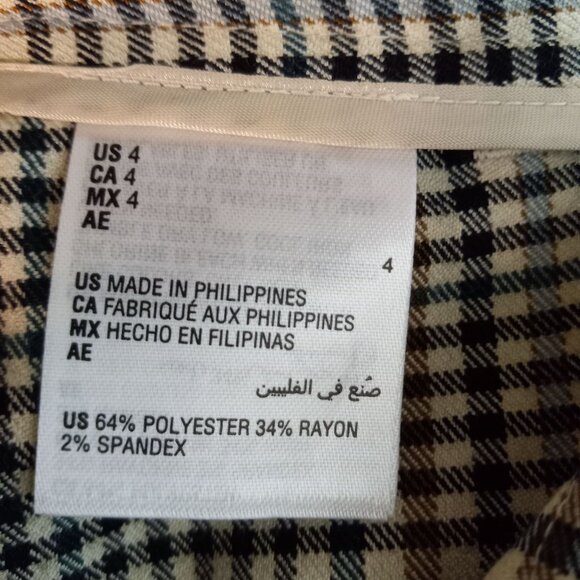 US 4
CA 4
MX 4
AE
4
US MADE IN PHILIPPINES
CA FABRIQUÉ AUX PHILIPPINES
MX HECHO EN FILIPINAS
AE
صُنع في الفليبين
US 64% POLYESTER 34% RAYON
2% SPANDEX